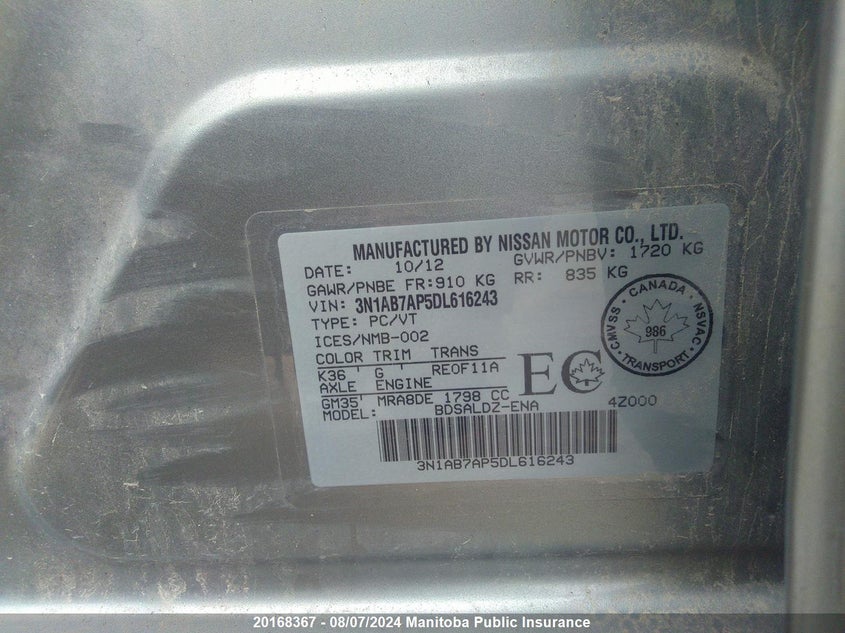 MANUFACTURED BY NISSAN MOTOR CO., LTD.
DATE: 10/12 GVWR/PNBV: 1720 KG
GAWR/PNBE FR: 910 KG RR: 835 KG
VIN: 3N1AB7AP5DL616243
TYPE: PC/VT
ICES/NMB-002
COLOR TRIM TRANS
K36 ' G ' RE0F11A
AXLE ENGINE
GM35' MRA8DE 1798 CC
MODEL: BDSALDZ-ENA 4Z000
EC
CANADA
CMVSS 986 NSVAC
TRANSPORT
3N1AB7AP5DL616243
20168367 - 08/07/2024 Manitoba Public Insurance